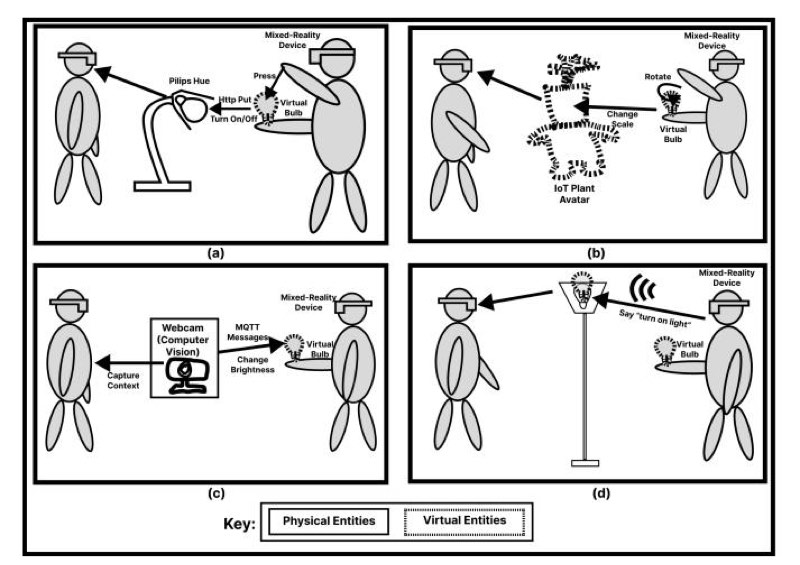 Mixed-Reality
Device
Pilips Hue
Press
Http Put
Virtual
Bulb
Turn On/Off
(a)
Mixed-Reality
Device
Rotate
Change
Scale
Virtual
Bulb
IoT Plant
Avatar
(b)
Mixed-Reality
Device
Webcam
(Computer
Vision)
MQTT
Messages
Virtual
Bulb
Change
Brightness
Capture
Context
(c)
Mixed-Reality
Device
Say "turn on light"
Virtual
Bulb
(d)
Key:
Physical Entities
Virtual Entities